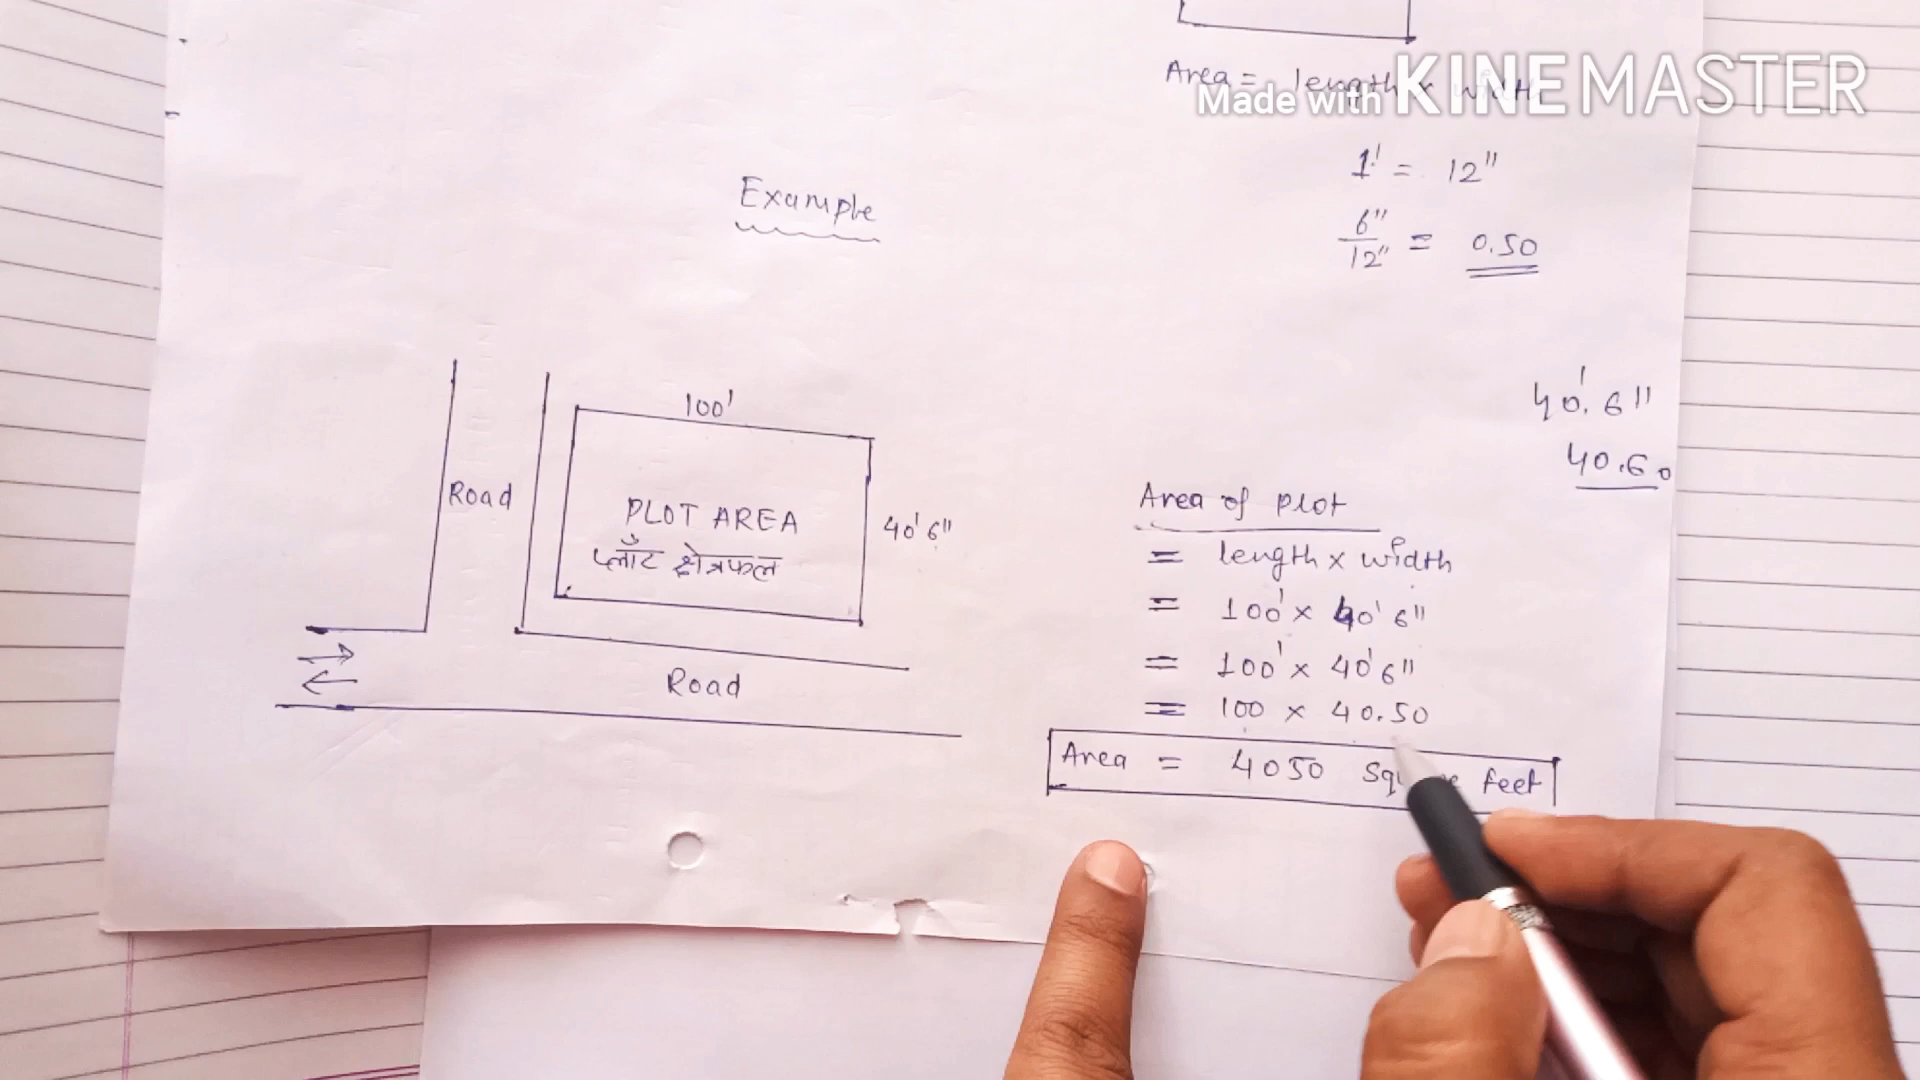 Area = length x width
Made with KINEMASTER
1' = 12"
6"
12" = 0.50
Example
40'.6"
40.60
100'
Road
PLOT AREA
प्लॉट क्षेत्रफल
40'6"
Road
Area of plot
= length x width
= 100' x 40' 6"
= 100' x 40'6"
= 100 x 40.50
Area = 4050 feet